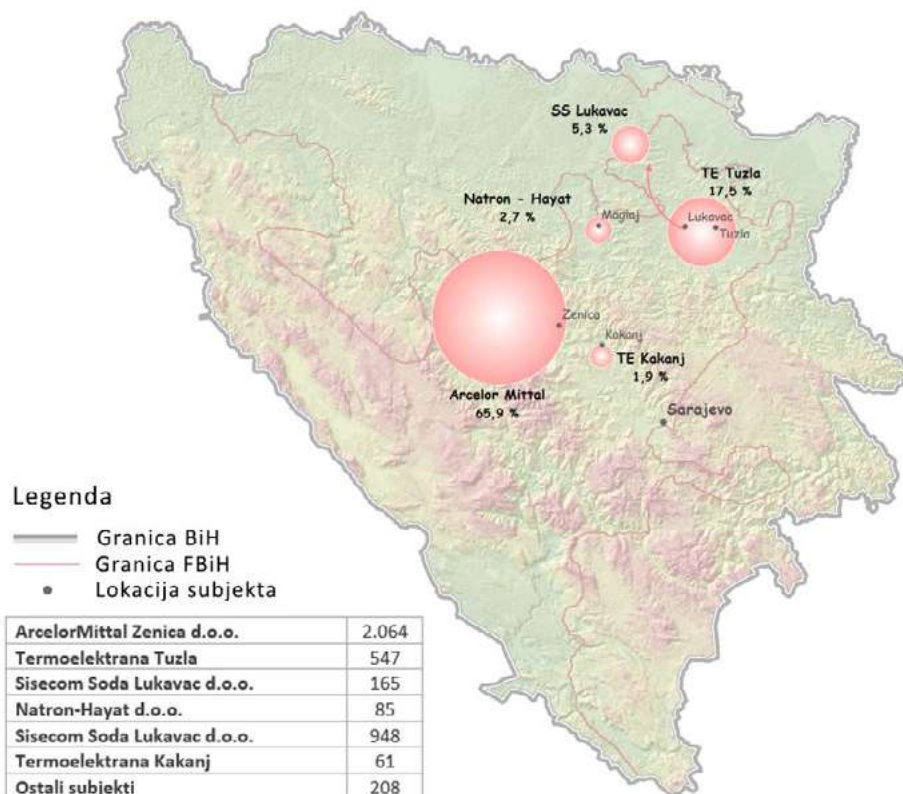 SS Lukavac
5,3 %
TE Tuzla
17,5 %
Natron - Hayat
2,7 %
Maglaj
Lukavac
Tuzla
Zenica
Kakanj
TE Kakanj
1,9 %
Arcelor Mittal
65,9 %
Sarajevo
Legenda
Granica BiH
Granica FBiH
Lokacija subjekta
ArcelorMittal Zenica d.o.o. 2.064
Termoelektrana Tuzla 547
Sisecom Soda Lukavac d.o.o. 165
Natron-Hayat d.o.o. 85
Sisecom Soda Lukavac d.o.o. 948
Termoelektrana Kakanj 61
Ostali subjekti 208